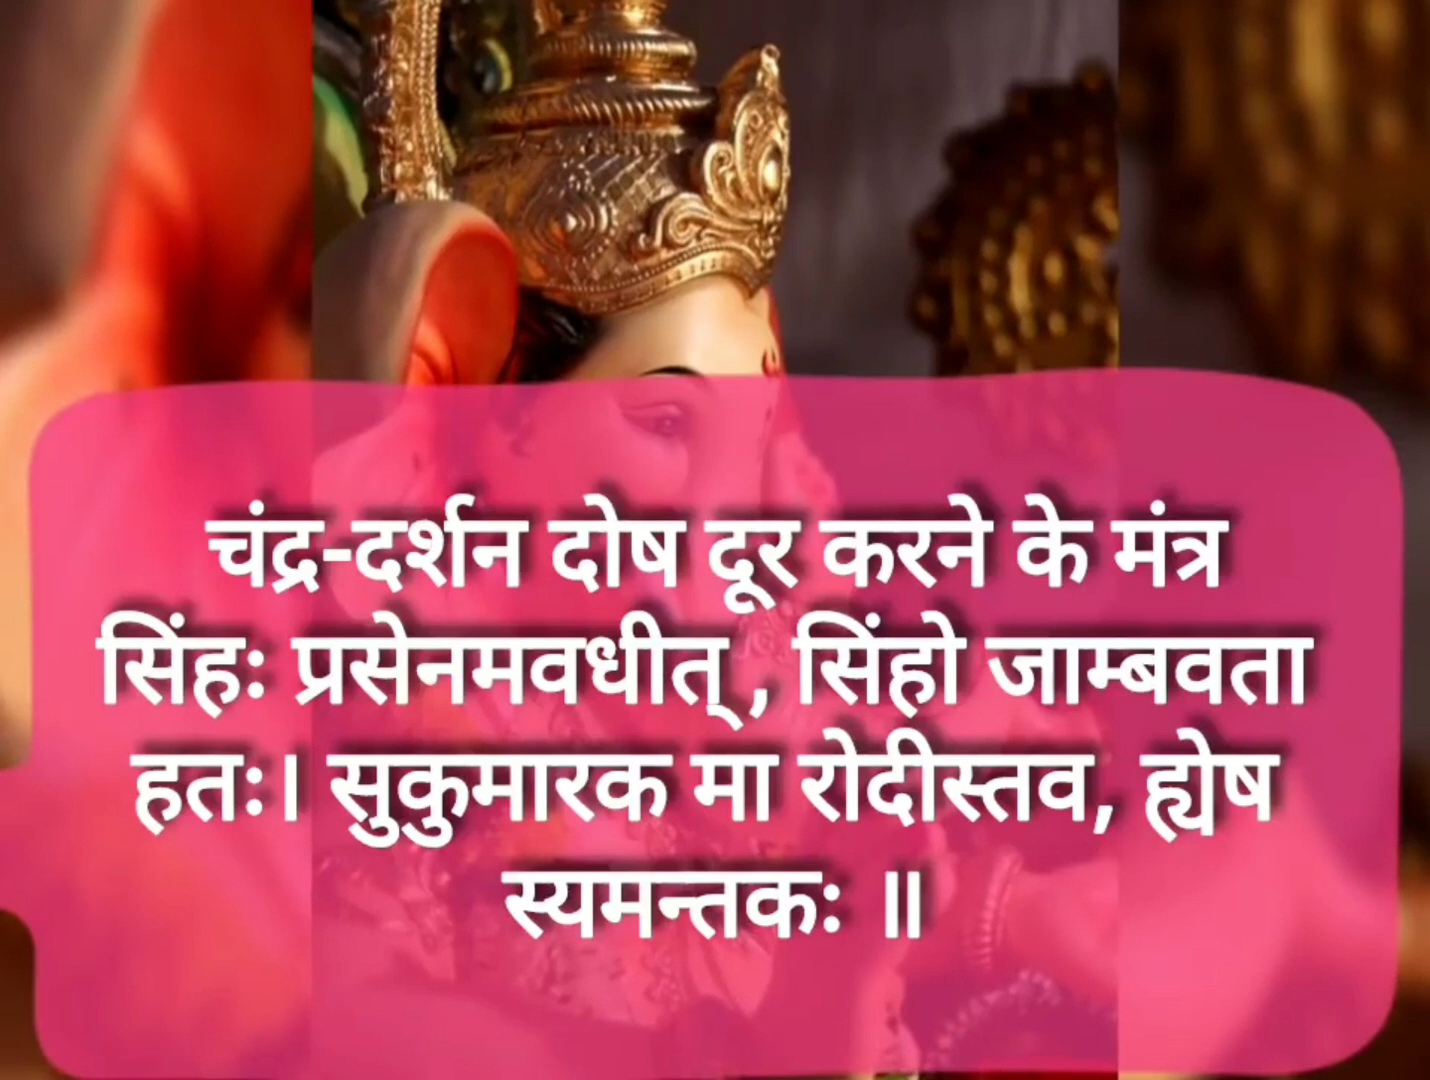 चंद्र-दर्शन दोष दूर करने के मंत्र
सिंहः प्रसेनमवधीत् , सिंहो जाम्बवता
हतः। सुकुमारक मा रोदीस्तव, ह्येष
स्यमन्तकः ॥